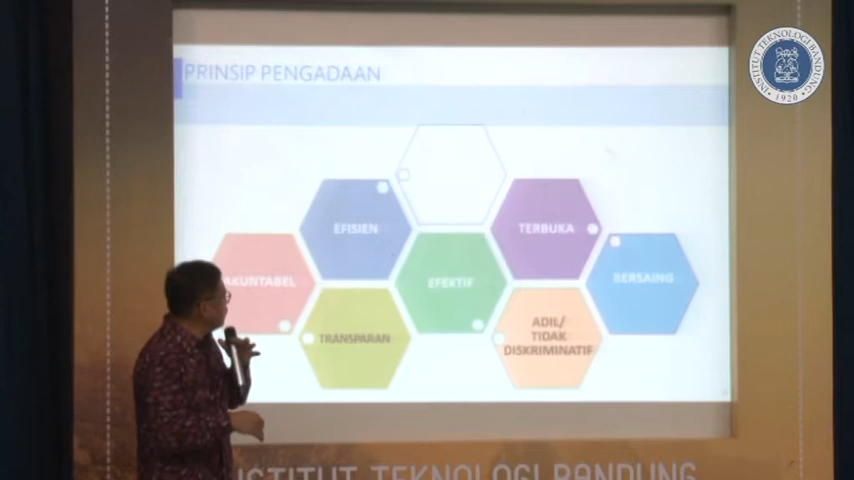 PRINSIP PENGADAAN
INSTITUT TEKNOLOGI BANDUNG
1920
EFISIEN
TERBUKA
AKUNTABEL
EFEKTIF
BERSAING
TRANSPARAN
ADIL/
TIDAK
DISKRIMINATIF
INSTITUT TEKNOLOGI BANDUNG